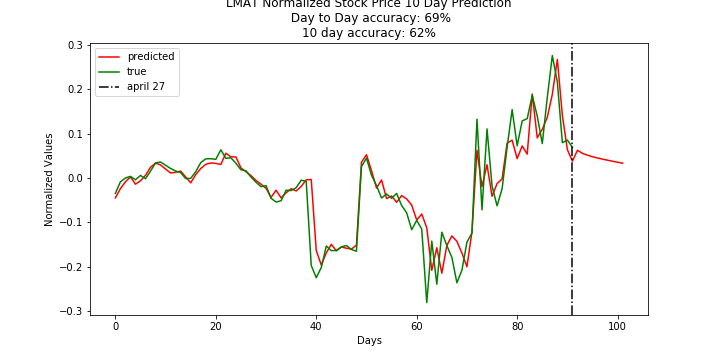 LMAT Normalized Stock Price 10 Day Prediction
Day to Day accuracy: 69%
10 day accuracy: 62%
predicted
true
april 27
Normalized Values
0.3
0.2
0.1
0.0
−0.1
−0.2
−0.3
0
20
40
60
80
100
Days